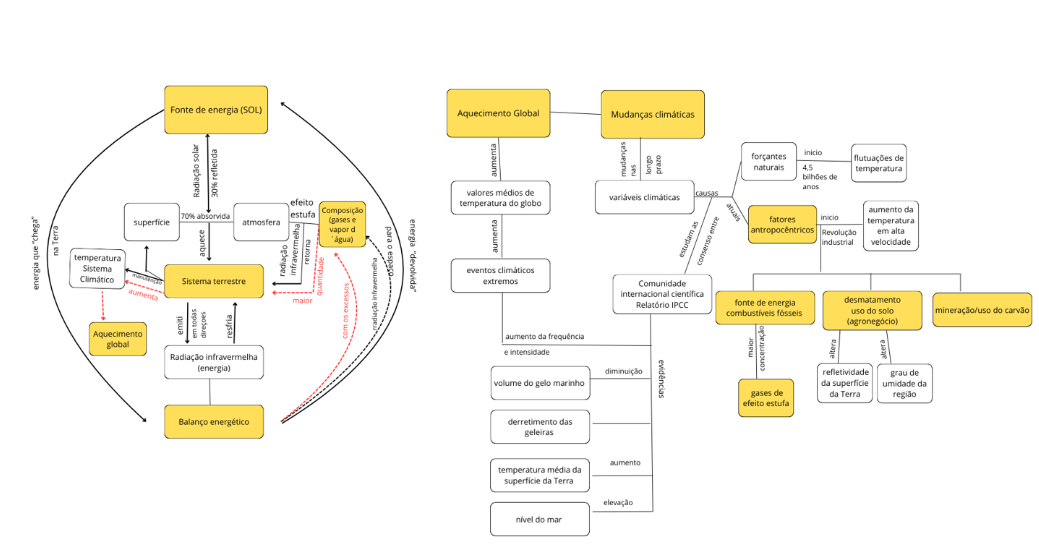 Fonte de energia (SOL)
Radiação solar
30% refletida
energia que "chega"
na Terra
superfície
70% absorvida
atmosfera
efeito
estufa
Composição
(gases e
vapor d
`água)
aquece
radiação
infravermelha
retorna
quantidade
maior
temperatura
Sistema
Climático
manutenção
aumenta
Sistema terrestre
Aquecimento
global
emiti
em todas
direçoes
resfria
Radiação infravermelha
(energia)
Balanço energético
com os excessos
rradiação infravermelha
energia "devolvida"
para o espaço
Aquecimento Global
Mudanças climáticas
aumenta
valores médios de
temperatura do globo
aumenta
eventos climáticos
extremos
aumento da frequência
e intensidade
mudanças
nas
longo
prazo
variáveis climáticas
causas
forçantes
naturais
inicio
4,5
bilhões de
anos
flutuações de
temperatura
atuais
fatores
antropocêntricos
inicio
Revolução
industrial
aumento da
temperatura
em alta
velocidade
estudam as
consenso entre
Comunidade
internacional científica
Relatório IPCC
evidências
volume do gelo marinho
diminuição
derretimento das
geleiras
temperatura média da
superfície da Terra
aumento
nível do mar
elevação
fonte de energia
combustíveis fósseis
desmatamento
uso do solo
(agronegócio)
mineração/uso do carvão
maior
concentração
gases de
efeito estufa
altera
refletividade
da superfície
da Terra
altera
grau de
umidade da
região